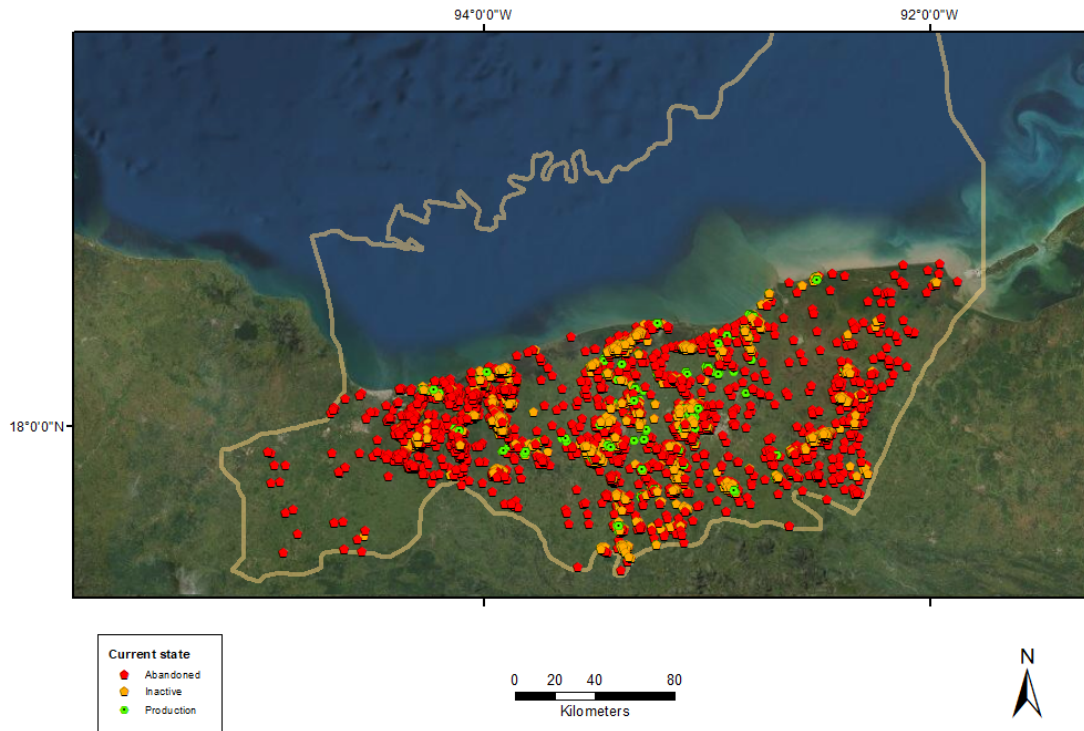 94°0'0"W
92°0'0"W
18°0'0"N
Current state
Abandoned
Inactive
Production
0 20 40 80
Kilometers
N